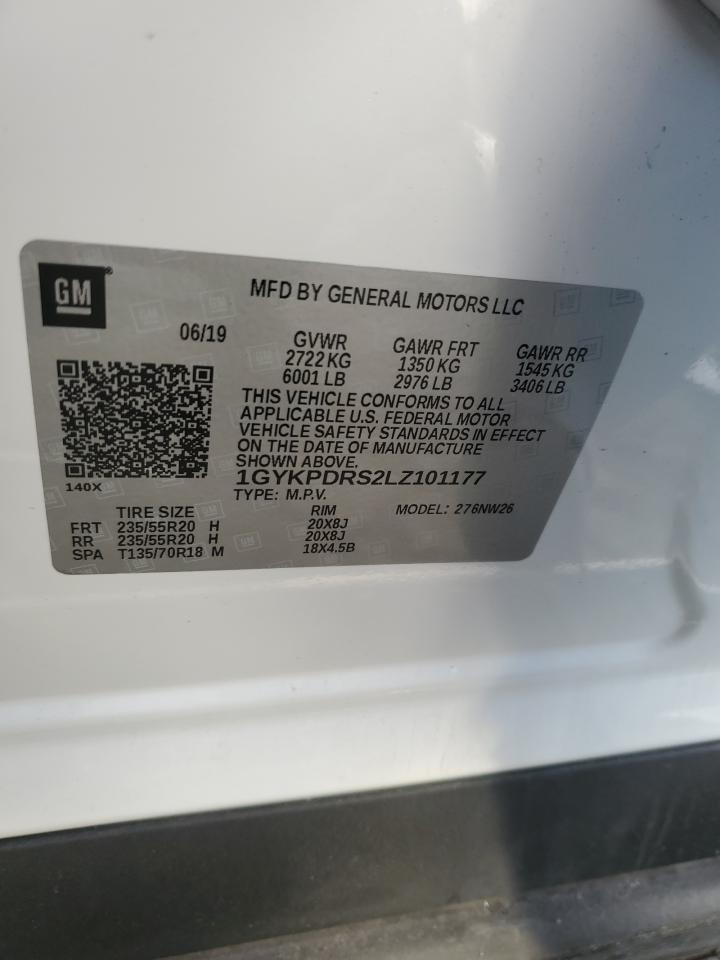 GM®
MFD BY GENERAL MOTORS LLC
06/19 GVWR GAWR FRT GAWR RR
2722 KG 1350 KG 1545 KG
6001 LB 2976 LB 3406 LB
THIS VEHICLE CONFORMS TO ALL
APPLICABLE U.S. FEDERAL MOTOR
VEHICLE SAFETY STANDARDS IN EFFECT
ON THE DATE OF MANUFACTURE
SHOWN ABOVE.
140X 1GYKPDRS2LZ101177
TYPE: M.P.V. MODEL: 276NW26
TIRE SIZE RIM
FRT 235/55R20 H 20X8J
RR 235/55R20 H 20X8J
SPA T135/70R18 M 18X4.5B